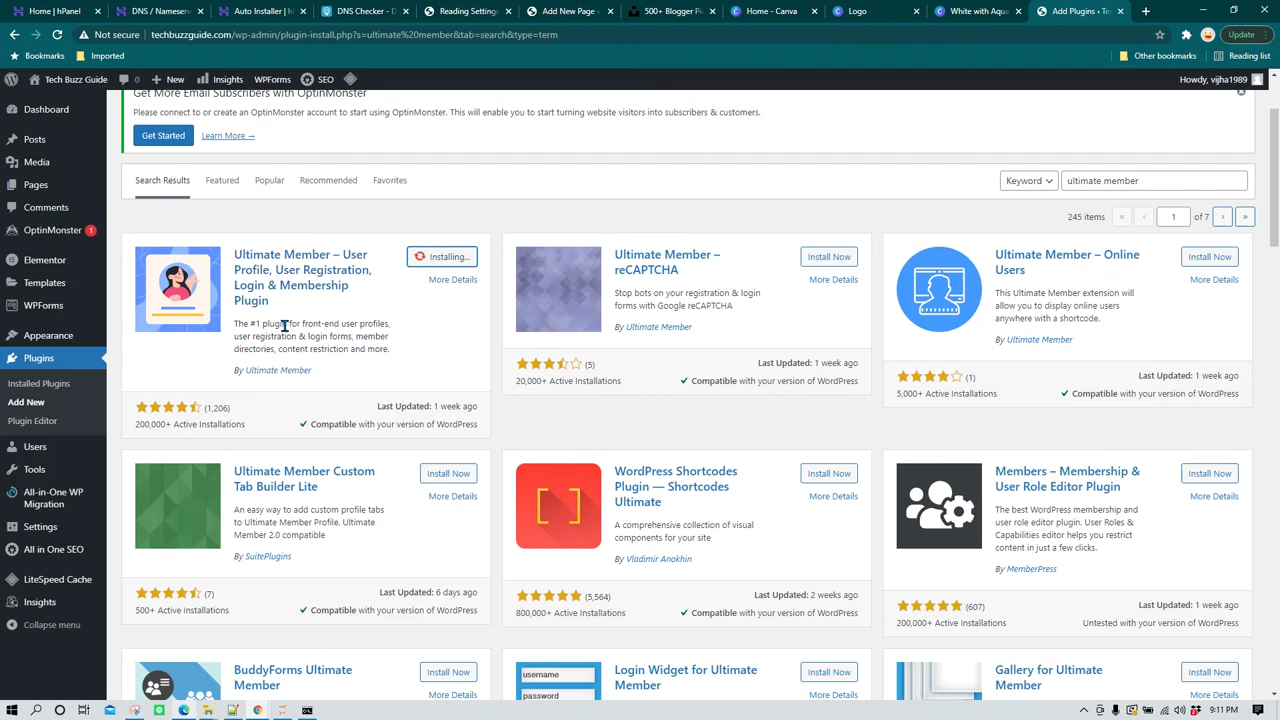 DNS / Nameserv
Auto Installer |
DNS Checker - D
Reading Settings
Add New Page
500+ Blogger Pi
Home - Canva
Logo
White with Aqua
Add Plugins ‹ Te
Not secure | techbuzzguide.com/wp-admin/plugin-install.php?s=ultimate%20member&tab=search&type=term
Update
Bookmarks
Imported
Other bookmarks
Reading list
Tech Buzz Guide
0
+ New
Insights
WPForms
SEO
Howdy, vijha1989
Dashboard
Posts
Media
Pages
Comments
OptinMonster 1
Elementor
Templates
WPForms
Appearance
Plugins
Installed Plugins
Add New
Plugin Editor
Users
Tools
All-in-One WP
Migration
Settings
All in One SEO
LiteSpeed Cache
Insights
Collapse menu
Get More Email Subscribers with OptinMonster
Please connect to or create an OptinMonster account to start using OptinMonster. This will enable you to start turning website visitors into subscribers & customers.
Get Started
Learn More →
Search Results
Featured
Popular
Recommended
Favorites
Keyword
ultimate member
245 items
«
‹
1
of 7
›
»
Ultimate Member – User
Profile, User Registration,
Login & Membership
Plugin
Installing...
More Details
The #1 plugin for front-end user profiles,
user registration & login forms, member
directories, content restriction and more.
By Ultimate Member
(1,206)
200,000+ Active Installations
Last Updated: 1 week ago
Compatible with your version of WordPress
Ultimate Member –
reCAPTCHA
Install Now
More Details
Stop bots on your registration & login
forms with Google reCAPTCHA
By Ultimate Member
(5)
20,000+ Active Installations
Last Updated: 1 week ago
Compatible with your version of WordPress
Ultimate Member – Online
Users
Install Now
More Details
This Ultimate Member extension will
allow you to display online users
anywhere with a shortcode.
By Ultimate Member
(1)
5,000+ Active Installations
Last Updated: 1 week ago
Compatible with your version of WordPress
Ultimate Member Custom
Tab Builder Lite
Install Now
More Details
An easy way to add custom profile tabs
to Ultimate Member Profile. Ultimate
Member 2.0 compatible
By SuitePlugins
(7)
500+ Active Installations
Last Updated: 6 days ago
Compatible with your version of WordPress
WordPress Shortcodes
Plugin — Shortcodes
Ultimate
Install Now
More Details
A comprehensive collection of visual
components for your site
By Vladimir Anokhin
(5,564)
800,000+ Active Installations
Last Updated: 2 weeks ago
Compatible with your version of WordPress
Members – Membership &
User Role Editor Plugin
Install Now
More Details
The best WordPress membership and
user role editor plugin. User Roles &
Capabilities editor helps you restrict
content in just a few clicks.
By MemberPress
(607)
200,000+ Active Installations
Last Updated: 1 week ago
Untested with your version of WordPress
BuddyForms Ultimate
Member
Install Now
More Details
username
password
Login Widget for Ultimate
Member
Install Now
More Details
Gallery for Ultimate
Member
Install Now
More Details
9:11 PM